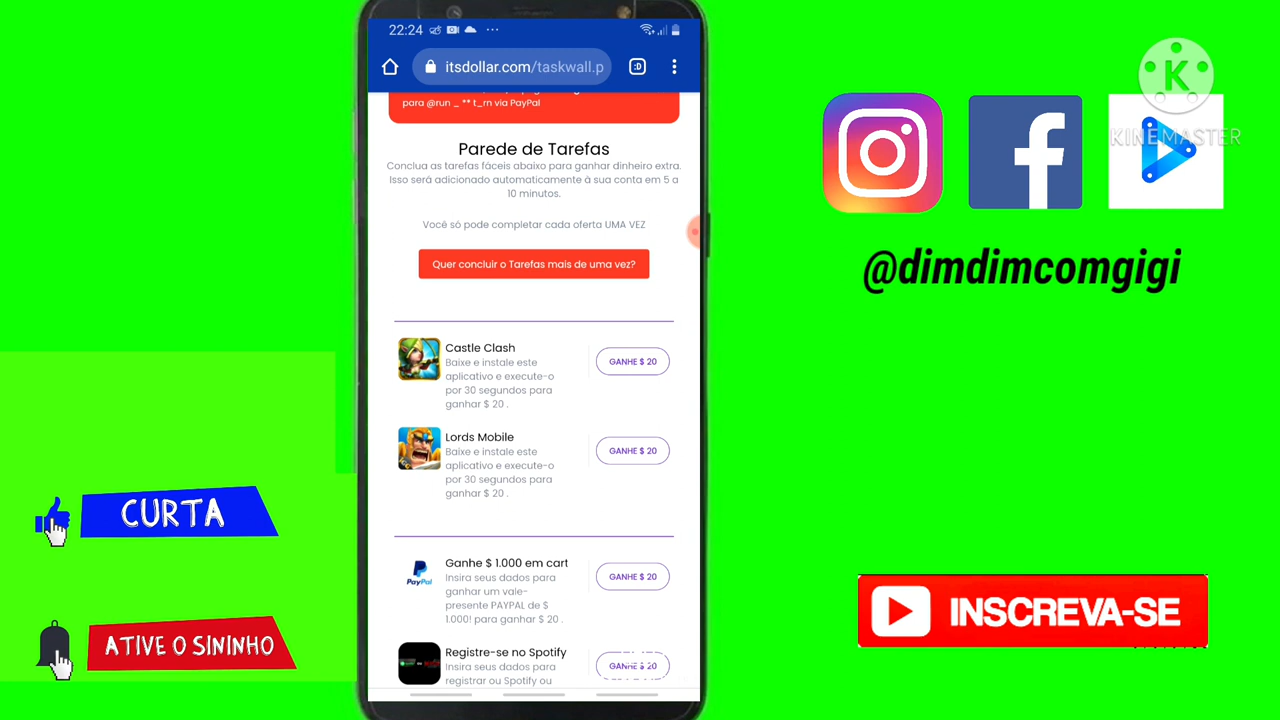 22:24
itsdollar.com/taskwall.p
:D
para @run _ ** t_rn via PayPal
Parede de Tarefas
Conclua as tarefas fáceis abaixo para ganhar dinheiro extra.
Isso será adicionado automaticamente à sua conta em 5 a
10 minutos.
Você só pode completar cada oferta UMA VEZ
Quer concluir o Tarefas mais de uma vez?
Castle Clash
Baixe e instale este
aplicativo e execute-o
por 30 segundos para
ganhar $ 20 .
GANHE $ 20
Lords Mobile
Baixe e instale este
aplicativo e execute-o
por 30 segundos para
ganhar $ 20 .
GANHE $ 20
PayPal
Ganhe $ 1.000 em cart
Insira seus dados para
ganhar um vale-
presente PAYPAL de $
1.000! para ganhar $ 20 .
GANHE $ 20
Registre-se no Spotify
Insira seus dados para
registrar ou Spotify ou
GANHE $ 20
CURTA
ATIVE O SININHO
K
KINEMASTER
@dimdimcomgigi
INSCREVA-SE